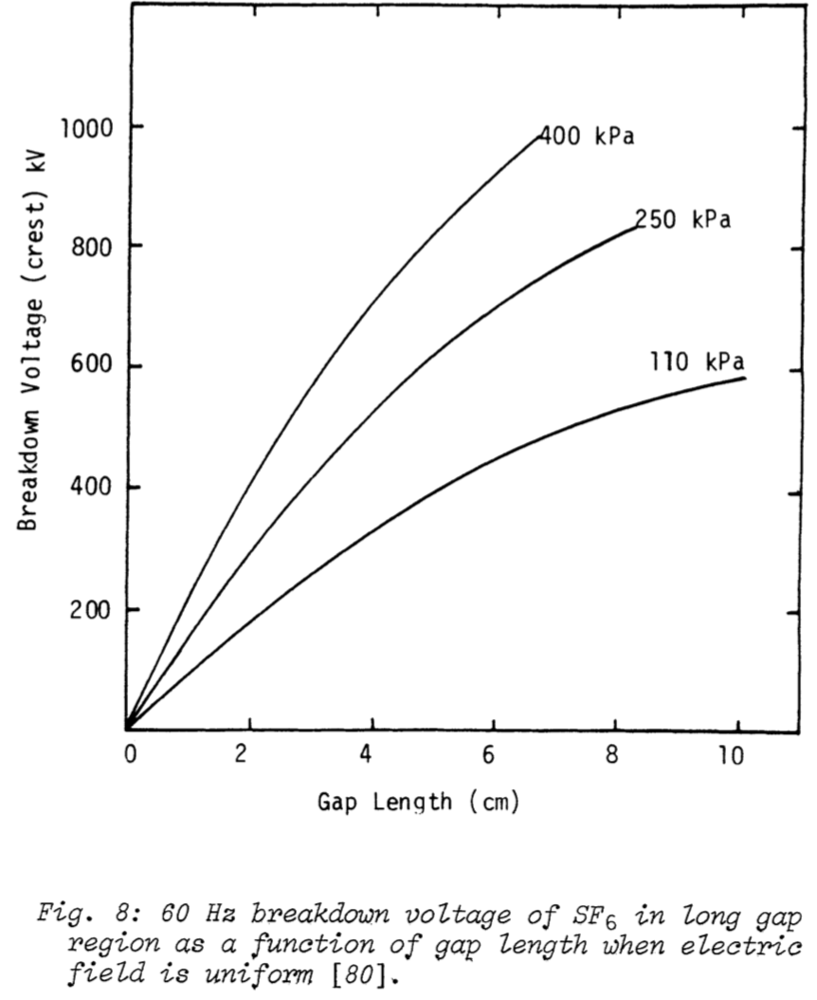 1000
800
600
400
200
Breakdown Voltage (crest) kV
400 kPa
250 kPa
110 kPa
0 2 4 6 8 10
Gap Length (cm)
Fig. 8: 60 Hz breakdown voltage of SF6 in long gap
region as a function of gap length when electric
field is uniform [80].